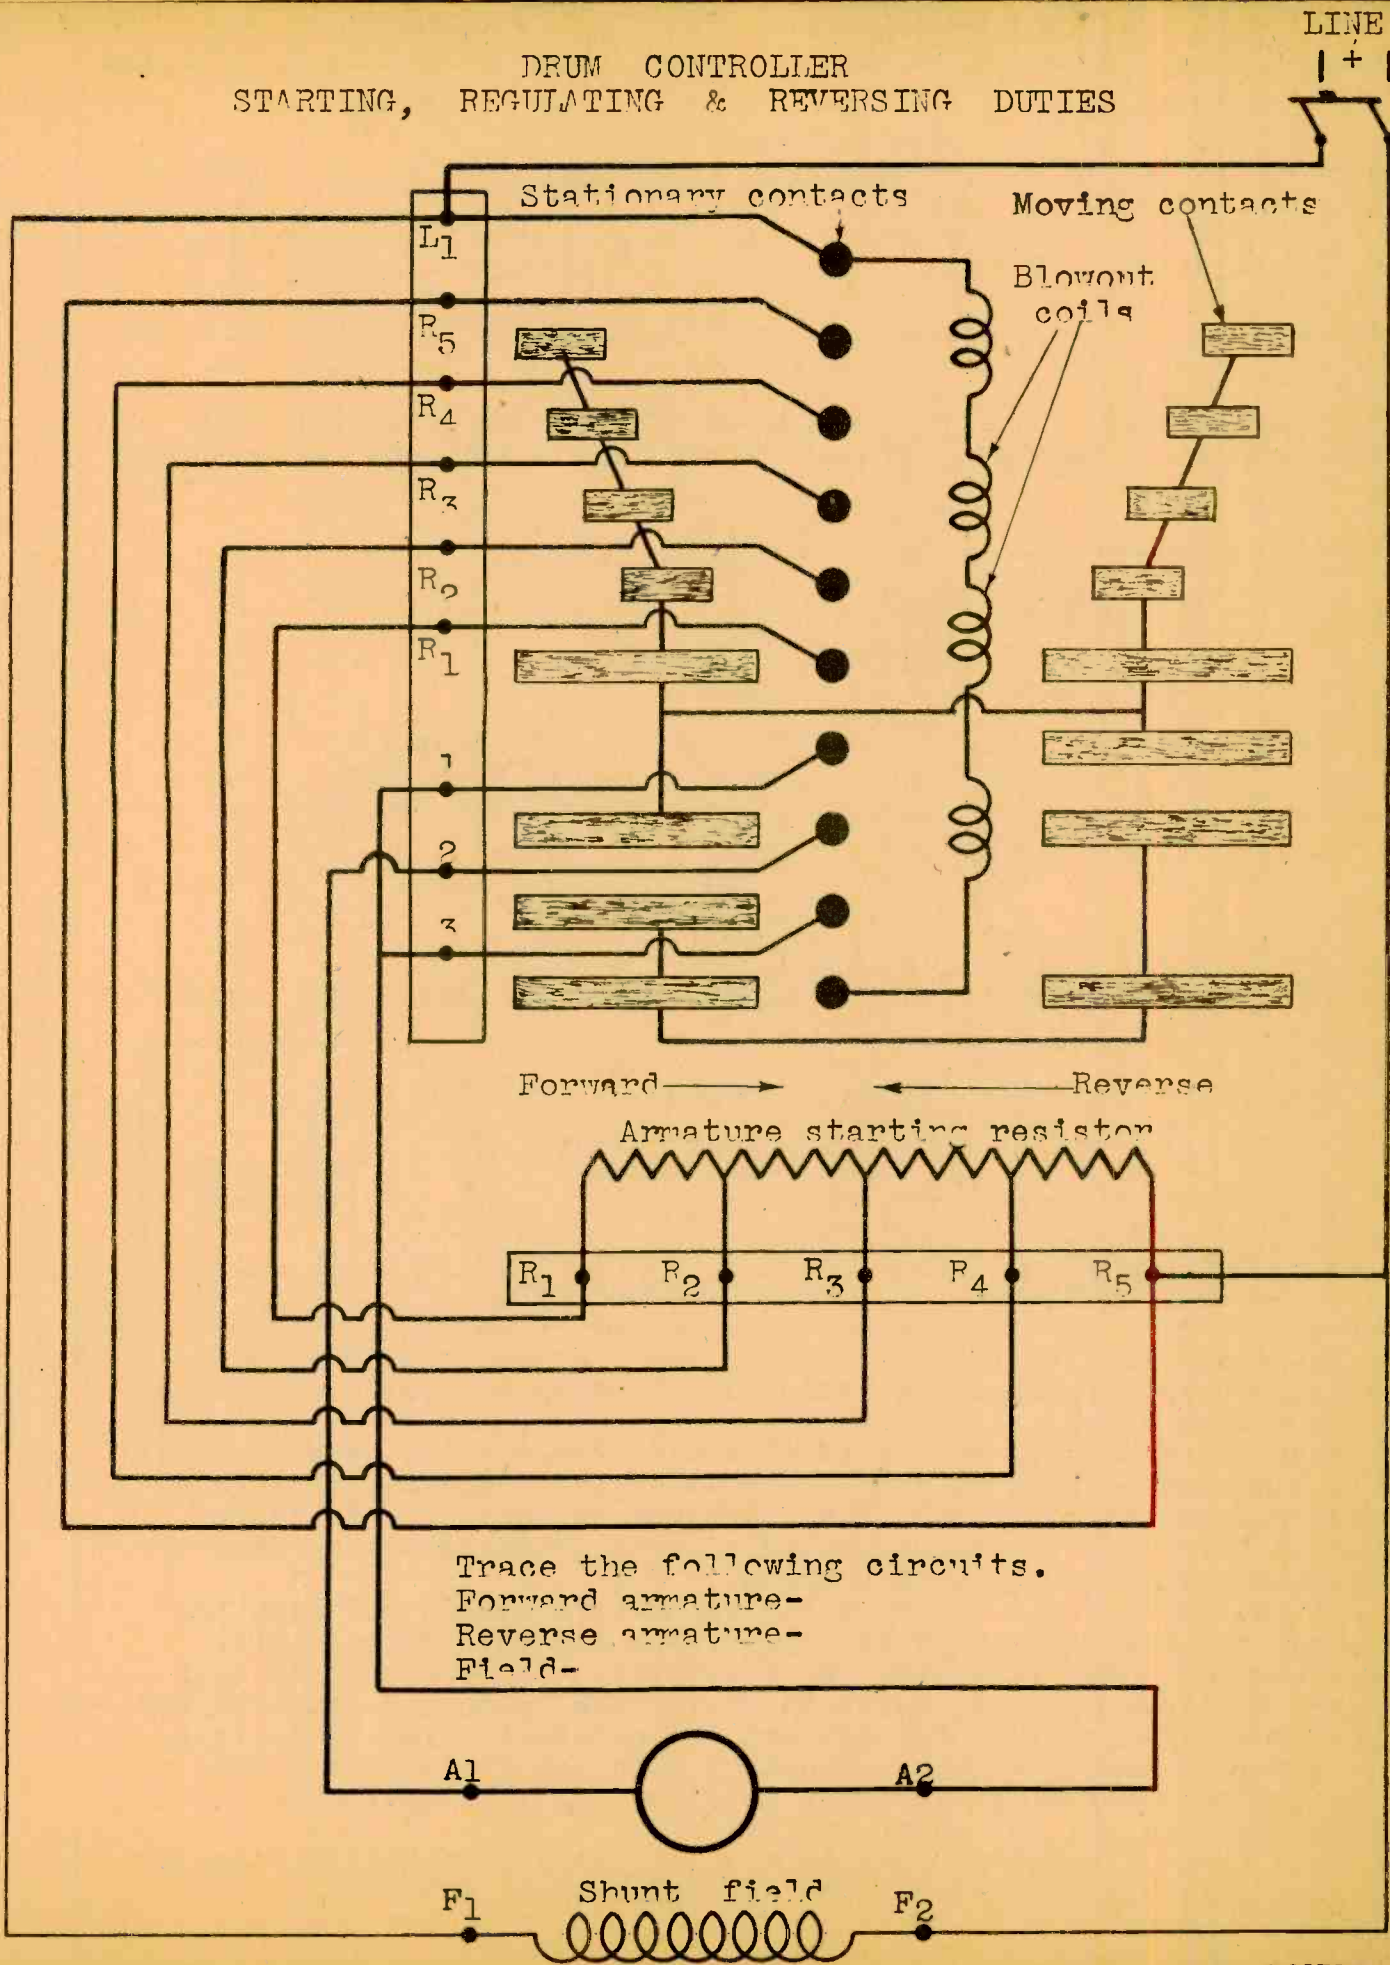 LINE
+
DRUM CONTROLLER
STARTING, REGULATING & REVERSING DUTIES
Stationary contacts
Moving contacts
L1
Blowout
coils
R5
R4
R3
R2
R1
1
2
3
Forward
Reverse
Armature starting resistor
R1 R2 R3 R4 R5
Trace the following circuits.
Forward armature-
Reverse armature-
Field-
A1 A2
Shunt field
F1 F2